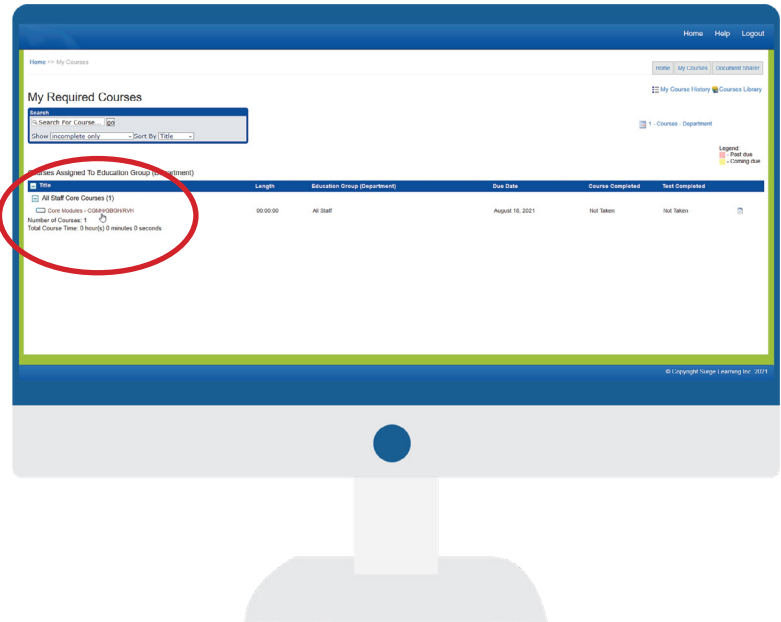 Home Help Logout
Home >> My Courses
Home My Courses Document Sharer
My Course History Courses Library
My Required Courses
Search
Search For Course... go
Show incomplete only Sort By Title
1 - Courses - Department
Legend:
- Past due
- Coming due
Courses Assigned To Education Group (Department)
Title Length Education Group (Department) Due Date Course Completed Test Completed
All Staff Core Courses (1)
Core Modules - CGMH/GBGH/RVH 00:00:00 All Staff August 18, 2021 Not Taken Not Taken
Number of Courses: 1
Total Course Time: 0 hour(s) 0 minutes 0 seconds
© Copyright Surge Learning Inc. 2021